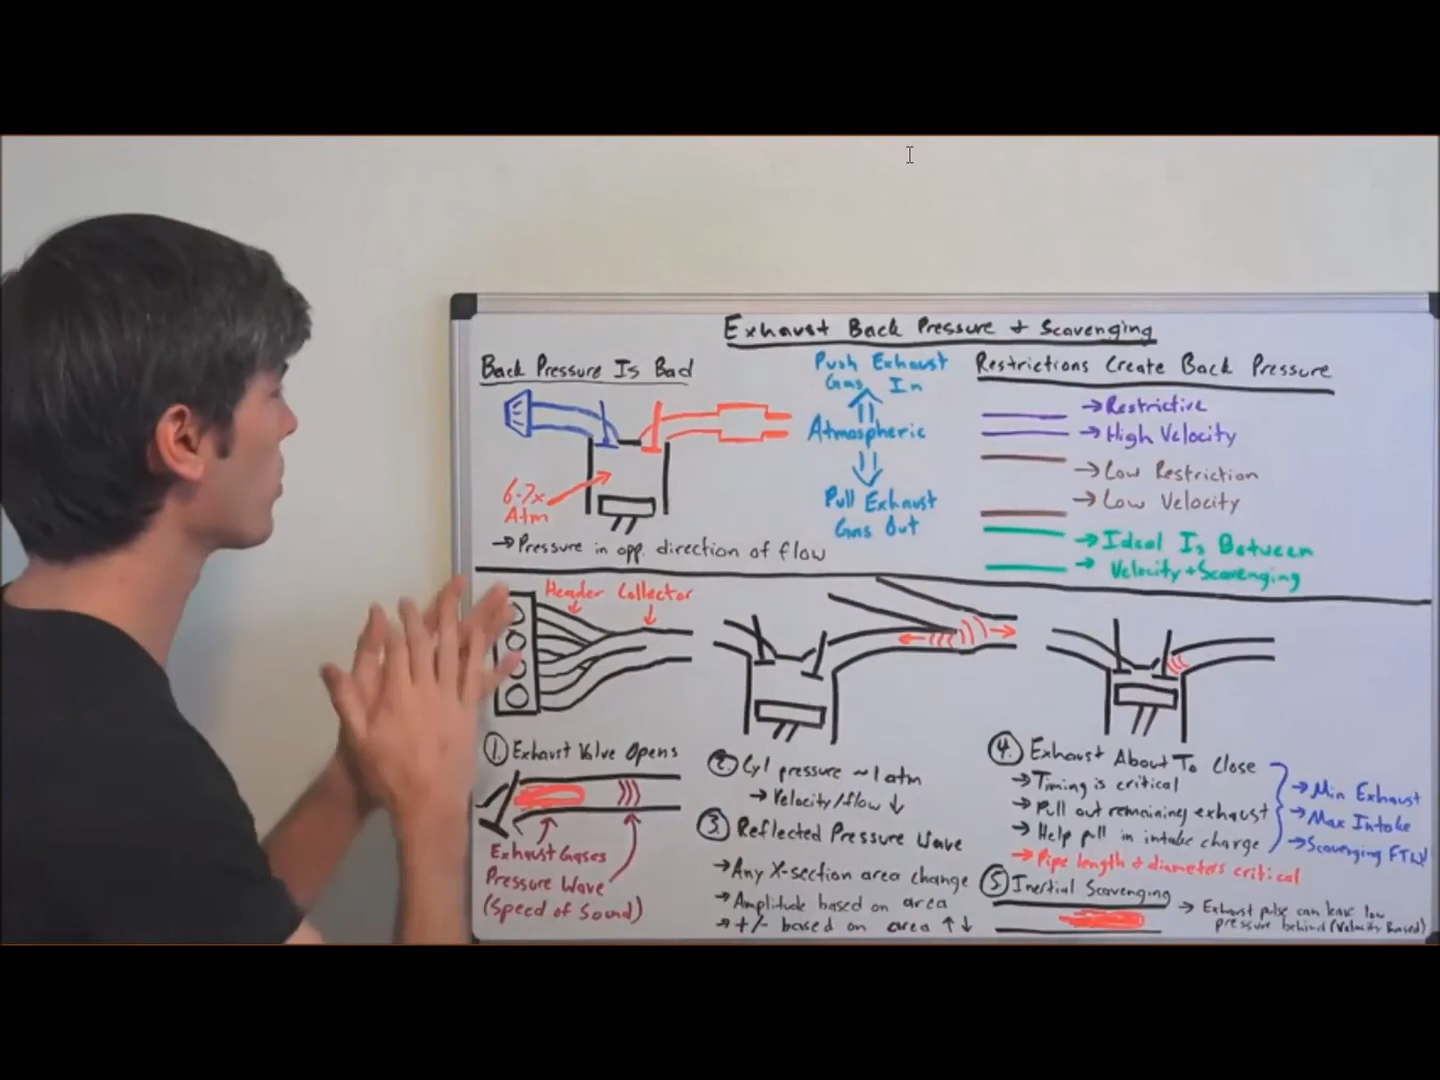 Exhaust Back Pressure + Scavenging
Back Pressure Is Bad
6-7x
Atm
→Pressure in opp. direction of flow
Push Exhaust
Gas In
Atmospheric
Pull Exhaust
Gas Out
Restrictions Create Back Pressure
→Restrictive
→High Velocity
→Low Restriction
→Low Velocity
→Ideal Is Between
→Velocity+Scavenging
Header Collector
1. Exhaust Valve Opens
Exhaust Gases
Pressure Wave
(Speed of Sound)
2. Cyl pressure ~1atm
→Velocity/flow ↓
3. Reflected Pressure Wave
→Any X-section area change
→Amplitude based on area
→+/- based on area ↑↓
4. Exhaust About To Close
→Timing is critical
→Pull out remaining exhaust
→Help pull in intake charge
→Pipe length & diameters critical
→Min Exhaust
→Max Intake
→Scavenging FTW!
5. Inertial Scavenging
→Exhaust pulse can leave low
pressure behind (Velocity Based)